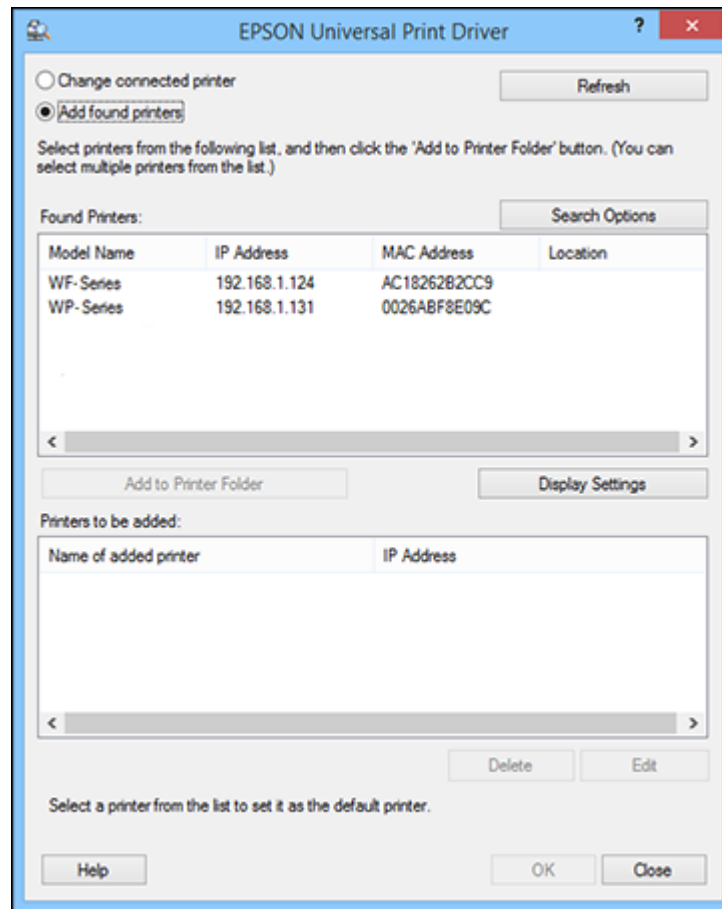 EPSON Universal Print Driver ?
Change connected printer
Refresh
Add found printers
Select printers from the following list, and then click the 'Add to Printer Folder' button. (You can
select multiple printers from the list.)
Found Printers:
Search Options
Model Name IP Address MAC Address Location
WF-Series 192.168.1.124 AC18262B2CC9
WP-Series 192.168.1.131 0026ABF8E09C
Add to Printer Folder
Display Settings
Printers to be added:
Name of added printer IP Address
Delete Edit
Select a printer from the list to set it as the default printer.
Help OK Close